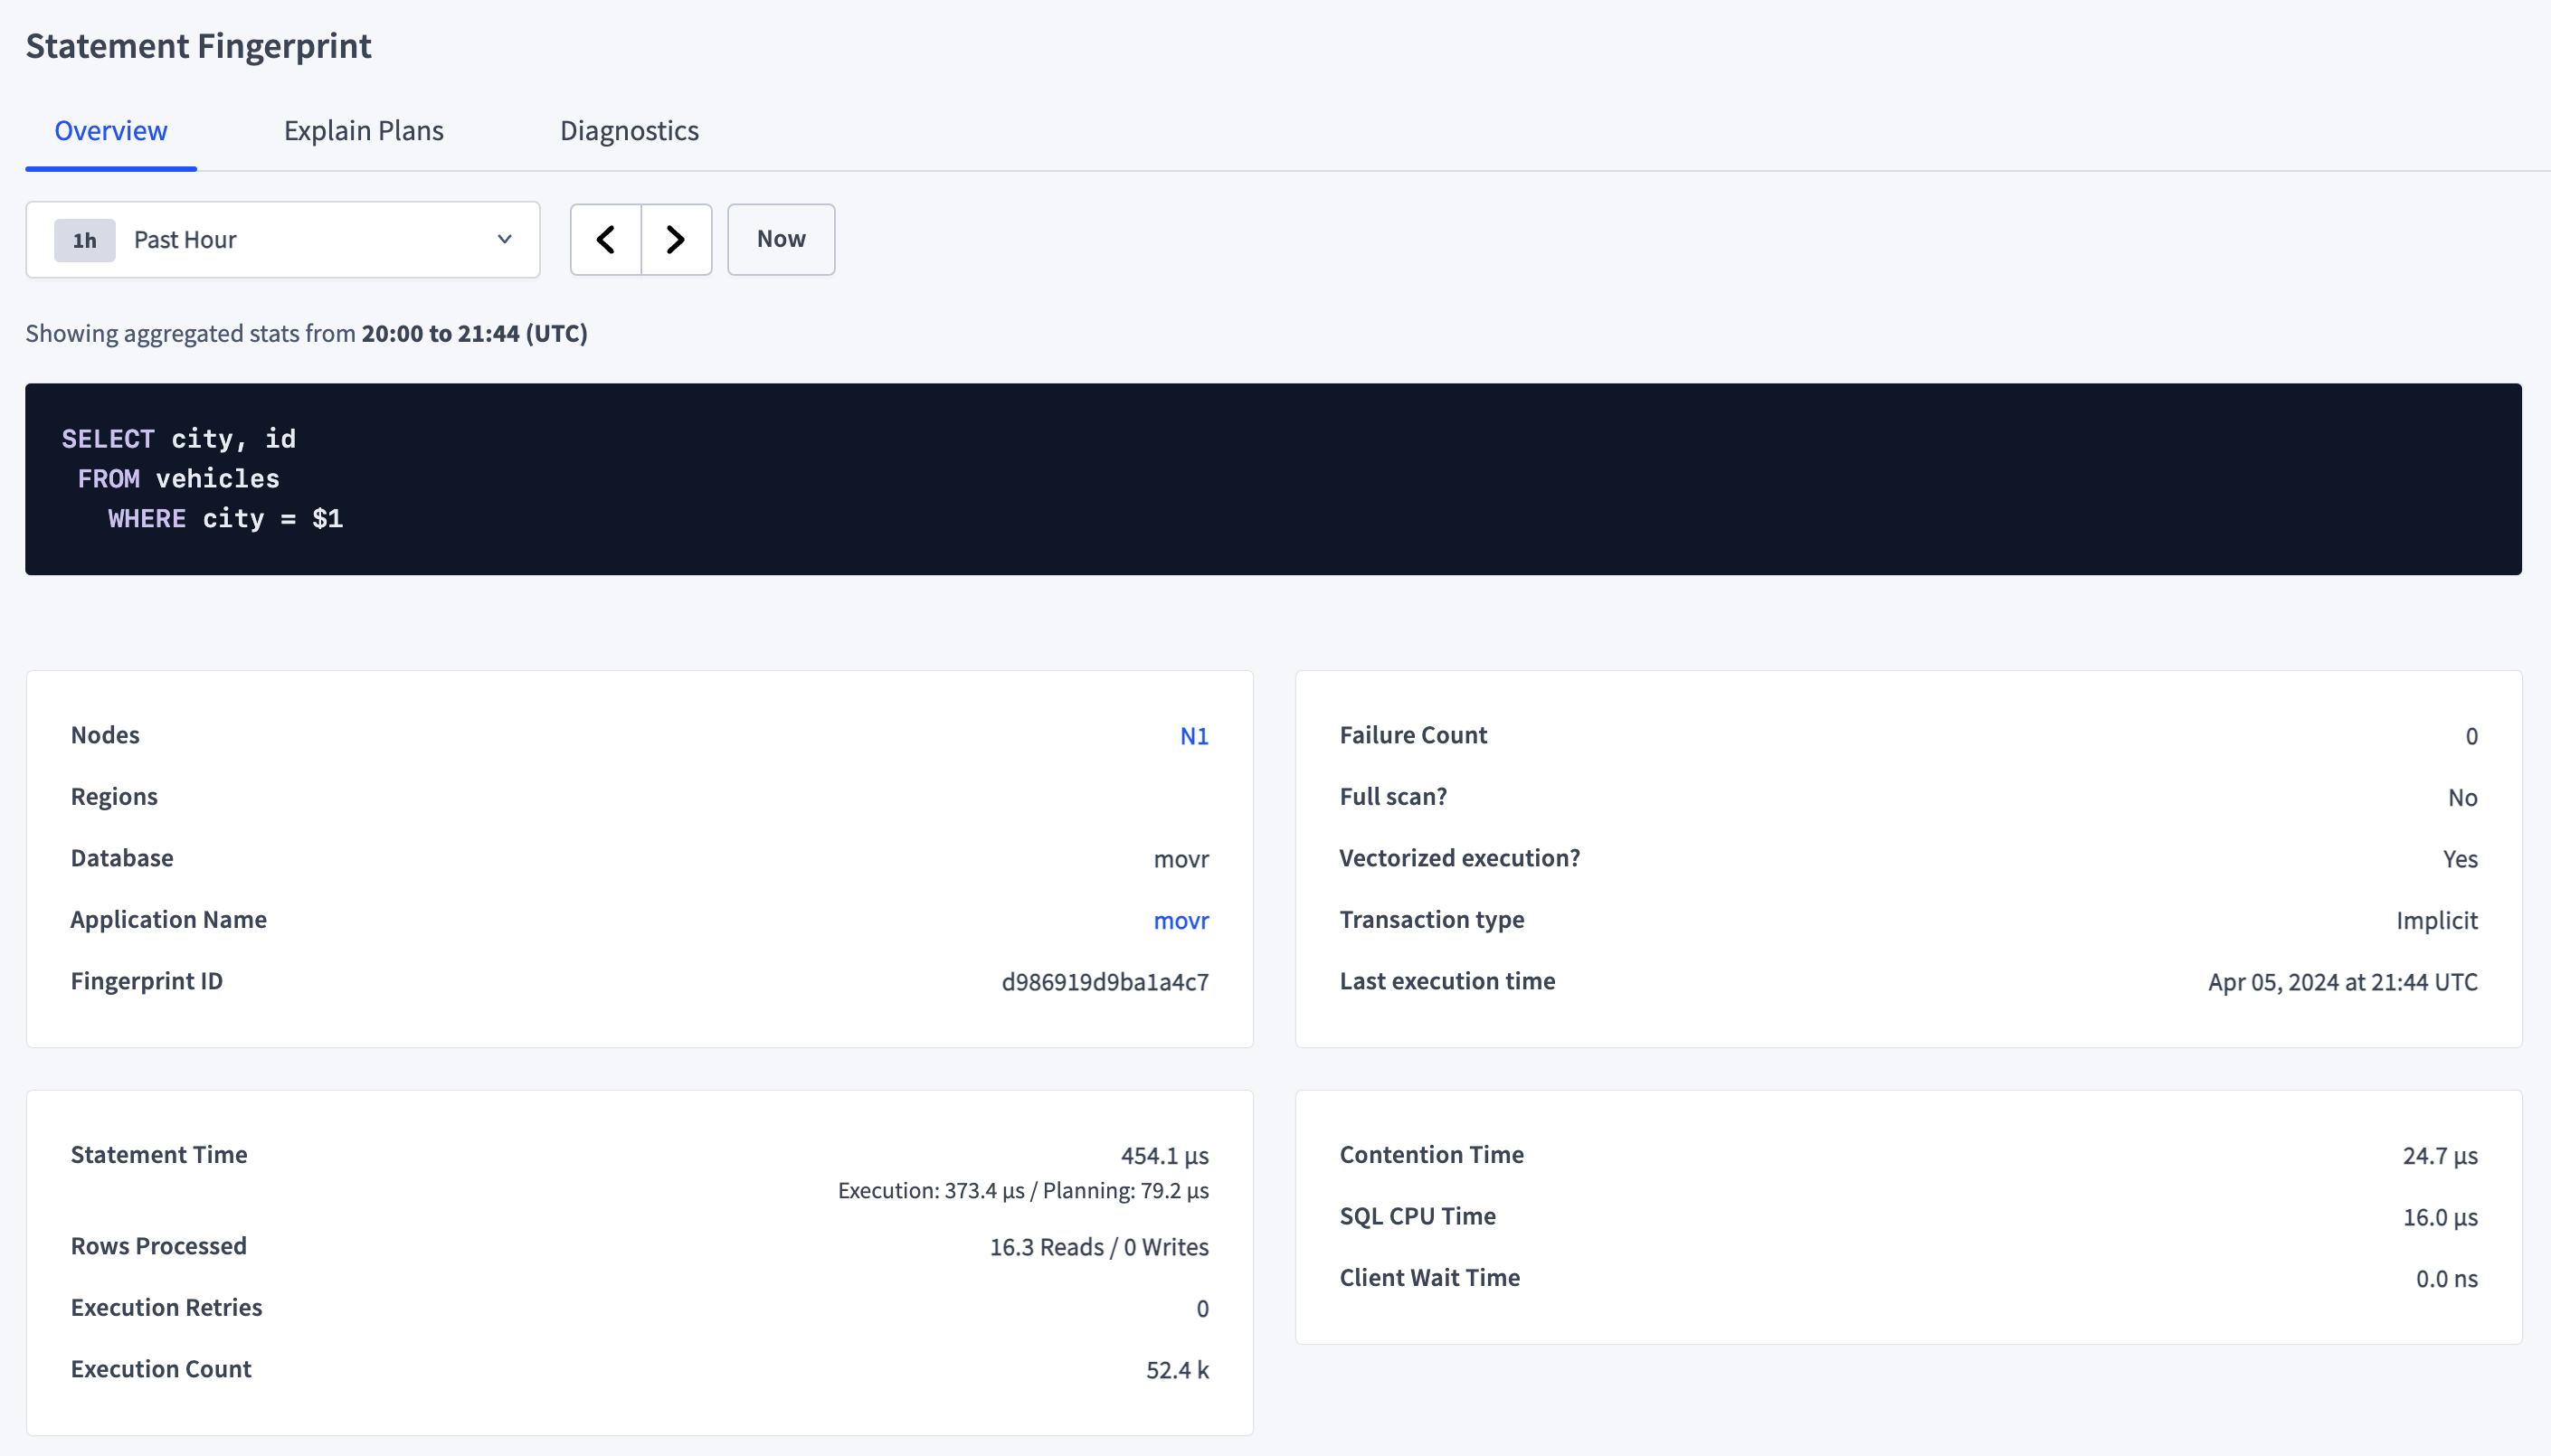 Statement Fingerprint
Overview Explain Plans Diagnostics
1h Past Hour Now
Showing aggregated stats from 20:00 to 21:44 (UTC)
SELECT city, id
FROM vehicles
WHERE city = $1
Nodes N1
Regions
Database movr
Application Name movr
Fingerprint ID d986919d9ba1a4c7
Failure Count 0
Full scan? No
Vectorized execution? Yes
Transaction type Implicit
Last execution time Apr 05, 2024 at 21:44 UTC
Statement Time 454.1 µs
Execution: 373.4 µs / Planning: 79.2 µs
Rows Processed 16.3 Reads / 0 Writes
Execution Retries 0
Execution Count 52.4 k
Contention Time 24.7 µs
SQL CPU Time 16.0 µs
Client Wait Time 0.0 ns